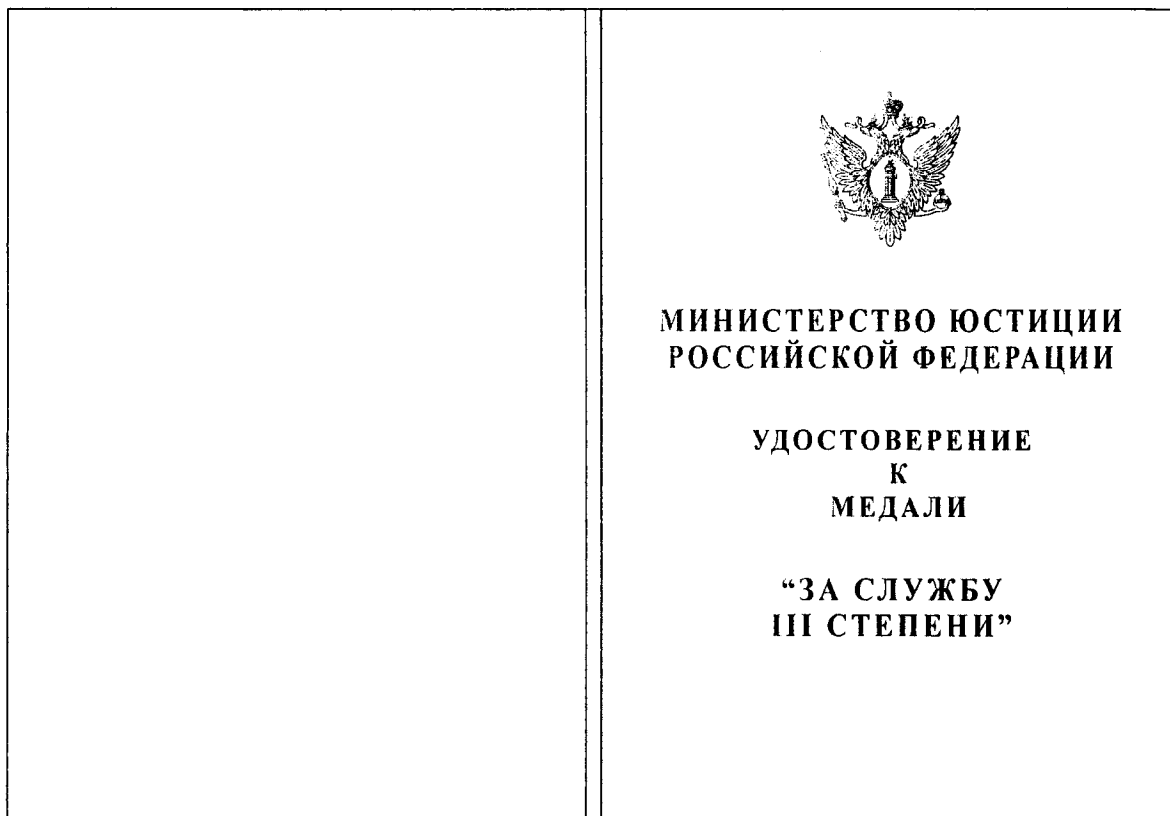 МИНИСТЕРСТВО ЮСТИЦИИ
РОССИЙСКОЙ ФЕДЕРАЦИИ
УДОСТОВЕРЕНИЕ
К
МЕДАЛИ
“ЗА СЛУЖБУ
III СТЕПЕНИ”